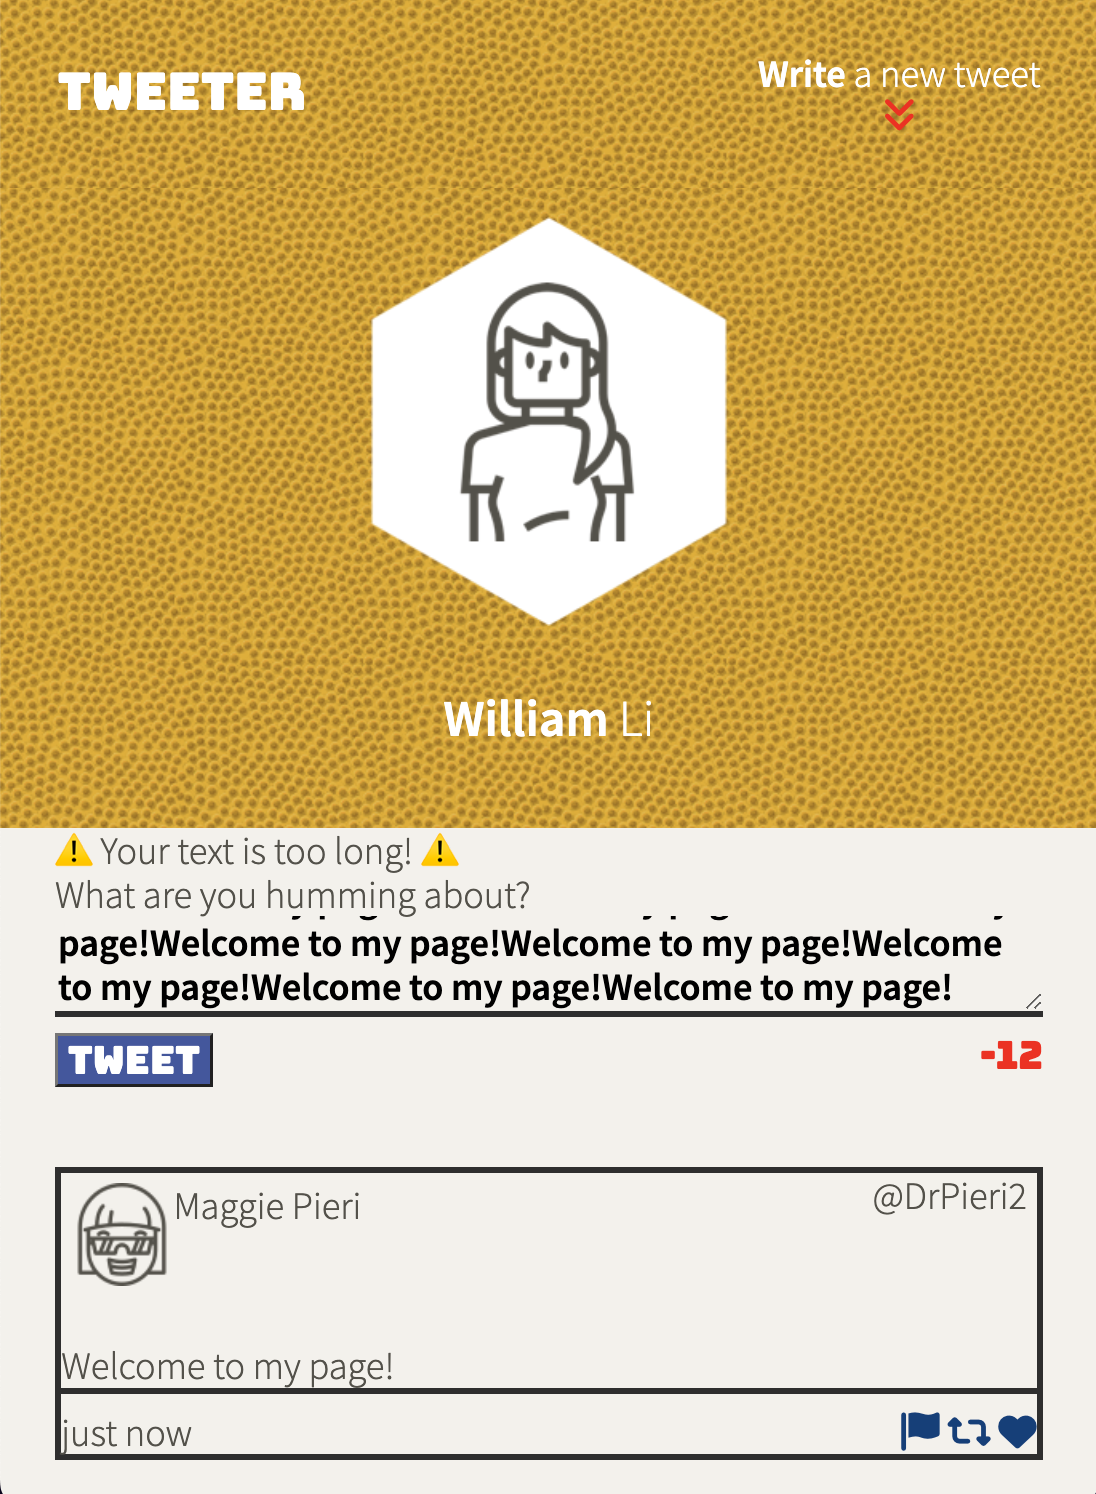 TWEETER
Write a new tweet
William Li
⚠️ Your text is too long! ⚠️
What are you humming about?
page!Welcome to my page!Welcome to my page!Welcome
to my page!Welcome to my page!Welcome to my page!
TWEET
-12
Maggie Pieri
@DrPieri2
Welcome to my page!
just now